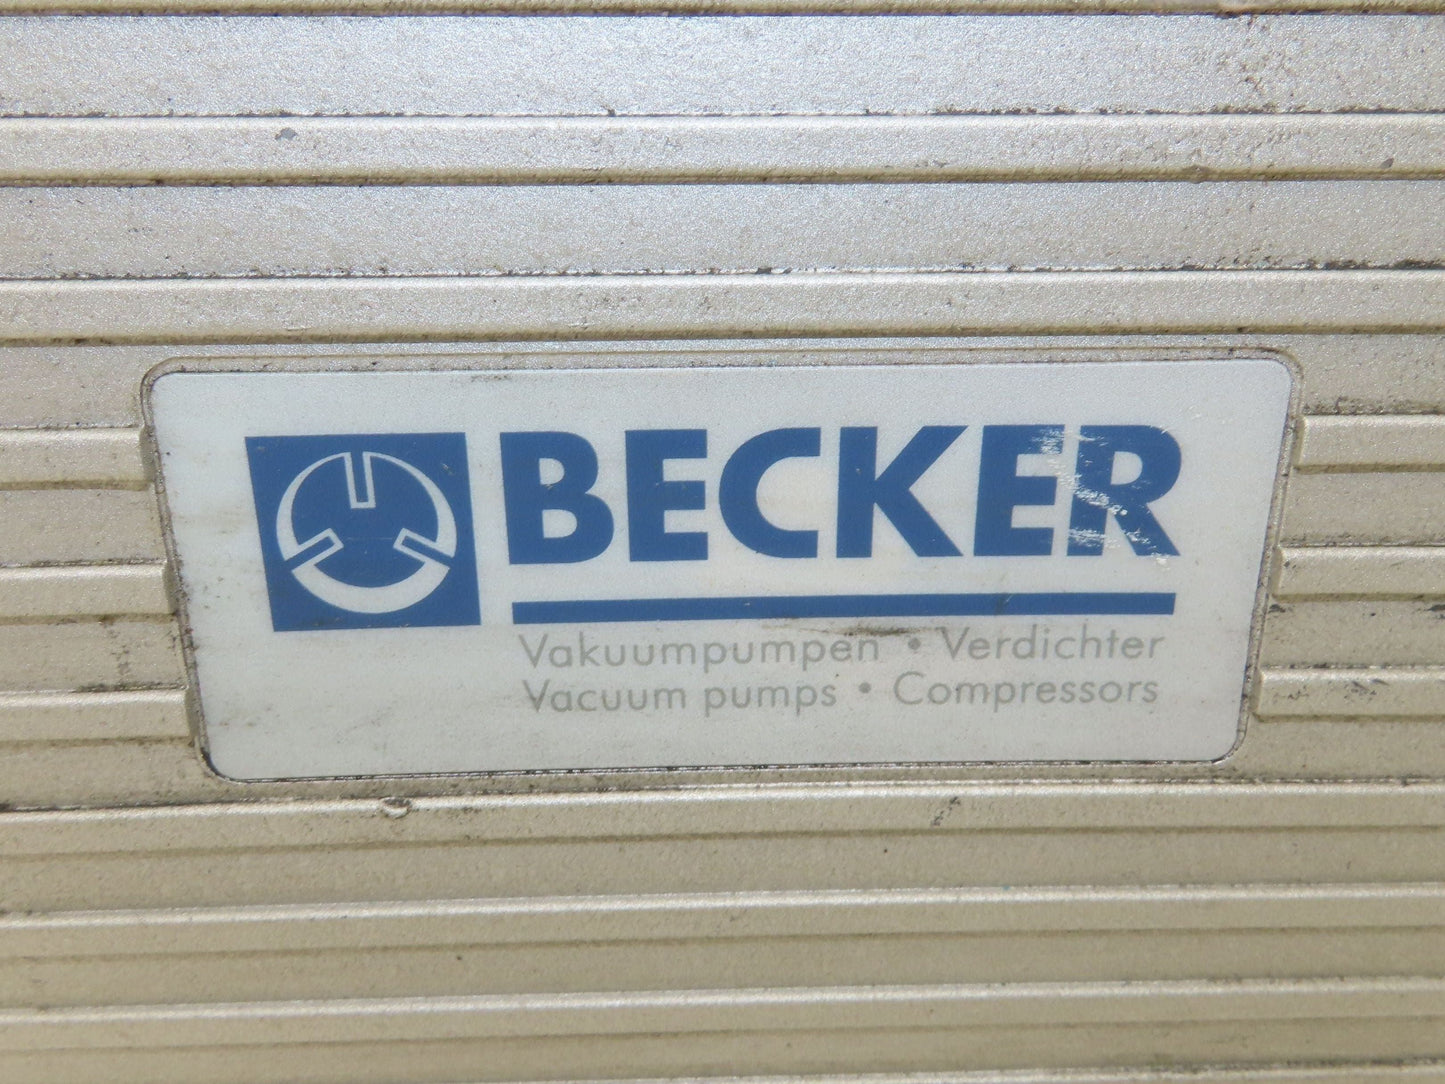 BECKER
Vakuumpumpen • Verdichter
Vacuum pumps • Compressors